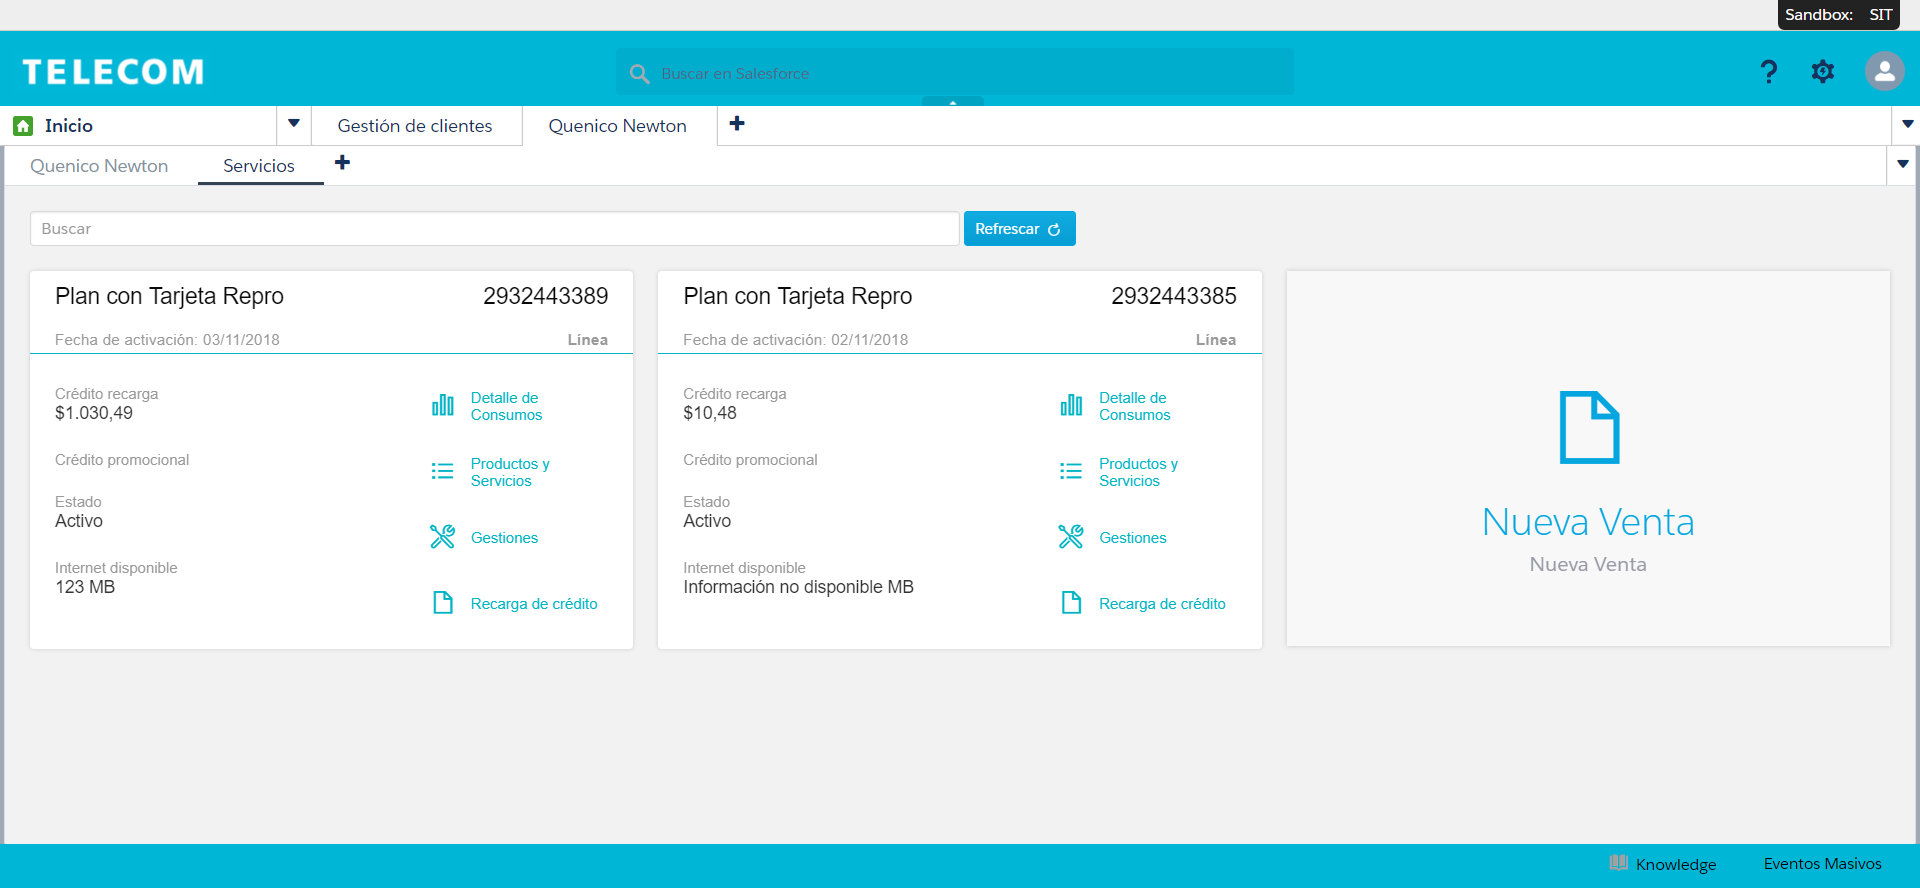 Sandbox: SIT
TELECOM
Buscar en Salesforce
Inicio
Gestión de clientes
Quenico Newton
Quenico Newton
Servicios
Buscar
Refrescar
Plan con Tarjeta Repro 2932443389
Fecha de activación: 03/11/2018 Línea
Crédito recarga
$1.030,49
Crédito promocional
Estado
Activo
Internet disponible
123 MB
Detalle de
Consumos
Productos y
Servicios
Gestiones
Recarga de crédito
Plan con Tarjeta Repro 2932443385
Fecha de activación: 02/11/2018 Línea
Crédito recarga
$10,48
Crédito promocional
Estado
Activo
Internet disponible
Información no disponible MB
Detalle de
Consumos
Productos y
Servicios
Gestiones
Recarga de crédito
Nueva Venta
Nueva Venta
Knowledge
Eventos Masivos